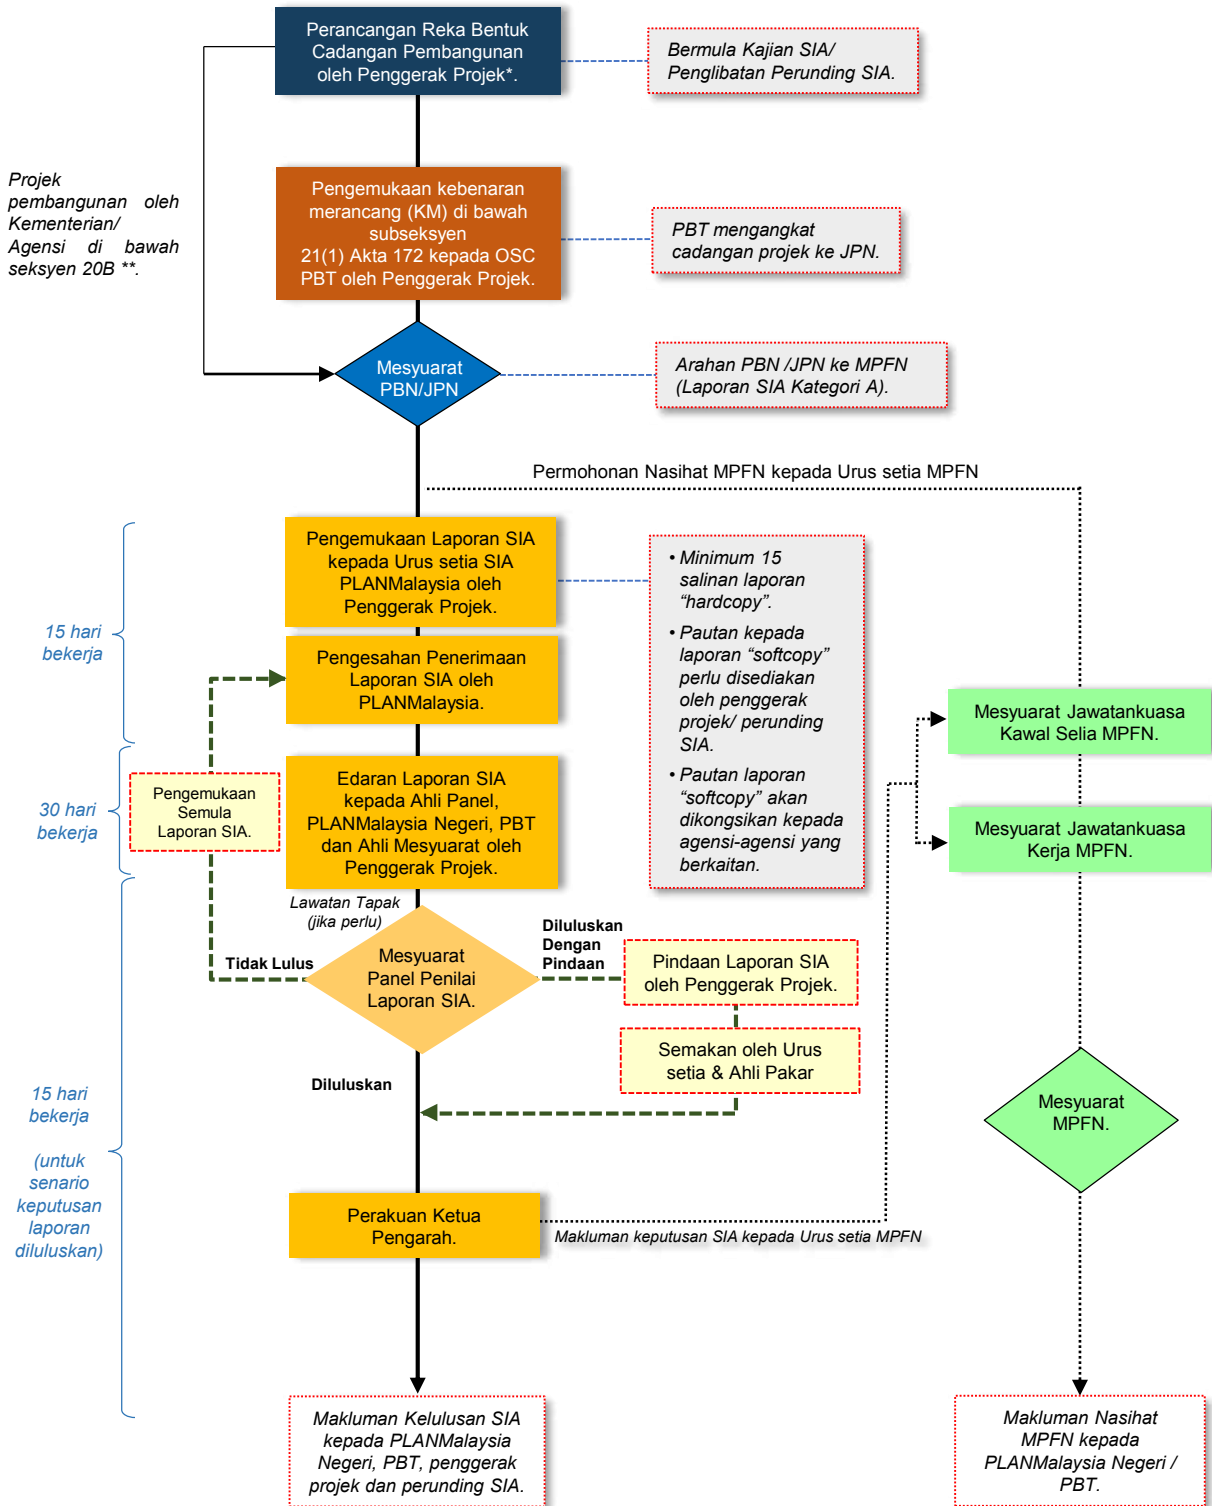 Perancangan Reka Bentuk
Cadangan Pembangunan
oleh Penggerak Projek*.
Bermula Kajian SIA/
Penglibatan Perunding SIA.
Projek
pembangunan oleh
Kementerian/
Agensi di bawah
seksyen 20B **.
Pengemukaan kebenaran
merancang (KM) di bawah
subseksyen
21(1) Akta 172 kepada OSC
PBT oleh Penggerak Projek.
PBT mengangkat
cadangan projek ke JPN.
Mesyuarat
PBN/JPN
Arahan PBN /JPN ke MPFN
(Laporan SIA Kategori A).
Permohonan Nasihat MPFN kepada Urus setia MPFN
15 hari
bekerja
Pengemukaan Laporan SIA
kepada Urus setia SIA
PLANMalaysia oleh
Penggerak Projek.
• Minimum 15
salinan laporan
“hardcopy”.
• Pautan kepada
laporan “softcopy”
perlu disediakan
oleh penggerak
projek/ perunding
SIA.
• Pautan laporan
“softcopy” akan
dikongsikan kepada
agensi-agensi yang
berkaitan.
Pengesahan Penerimaan
Laporan SIA oleh
PLANMalaysia.
Mesyuarat Jawatankuasa
Kawal Selia MPFN.
30 hari
bekerja
Pengemukaan
Semula
Laporan SIA.
Edaran Laporan SIA
kepada Ahli Panel,
PLANMalaysia Negeri, PBT
dan Ahli Mesyuarat oleh
Penggerak Projek.
Mesyuarat Jawatankuasa
Kerja MPFN.
Lawatan Tapak
(jika perlu)
Tidak Lulus
Mesyuarat
Panel Penilai
Laporan SIA.
Diluluskan
Dengan
Pindaan
Pindaan Laporan SIA
oleh Penggerak Projek.
Semakan oleh Urus
setia & Ahli Pakar
Diluluskan
15 hari
bekerja
(untuk
senario
keputusan
laporan
diluluskan)
Mesyuarat
MPFN.
Perakuan Ketua
Pengarah.
Makluman keputusan SIA kepada Urus setia MPFN
Makluman Kelulusan SIA
kepada PLANMalaysia
Negeri, PBT, penggerak
projek dan perunding SIA.
Makluman Nasihat
MPFN kepada
PLANMalaysia Negeri /
PBT.